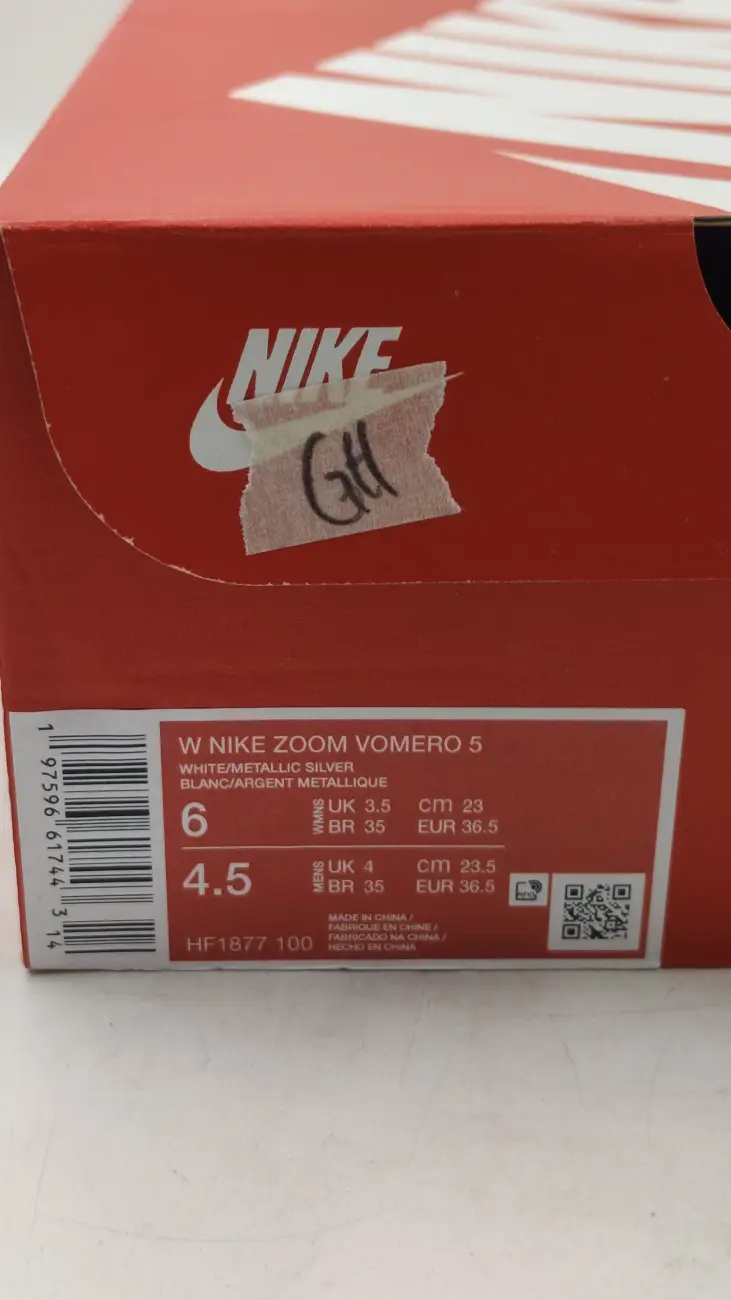 NIKE
GH
W NIKE ZOOM VOMERO 5
WHITE/METALLIC SILVER
BLANC/ARGENT METALLIQUE
6 WMNS UK 3.5 cm 23
BR 35 EUR 36.5
4.5 MENS UK 4 cm 23.5
BR 35 EUR 36.5
HF1877 100
MADE IN CHINA /
FABRIQUE EN CHINE /
FABRICADO NA CHINA /
HECHO EN CHINA
1 97596 61744 3 14